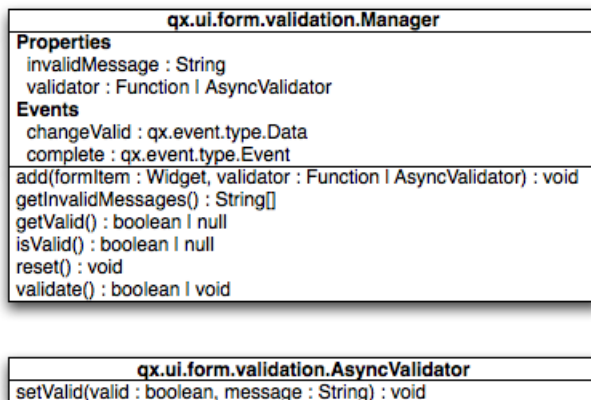 qx.ui.form.validation.Manager
Properties
invalidMessage : String
validator : Function | AsyncValidator
Events
changeValid : qx.event.type.Data
complete : qx.event.type.Event
add(formItem : Widget, validator : Function | AsyncValidator) : void
getInvalidMessages() : String[]
getValid() : boolean | null
isValid() : boolean | null
reset() : void
validate() : boolean | void
qx.ui.form.validation.AsyncValidator
setValid(valid : boolean, message : String) : void